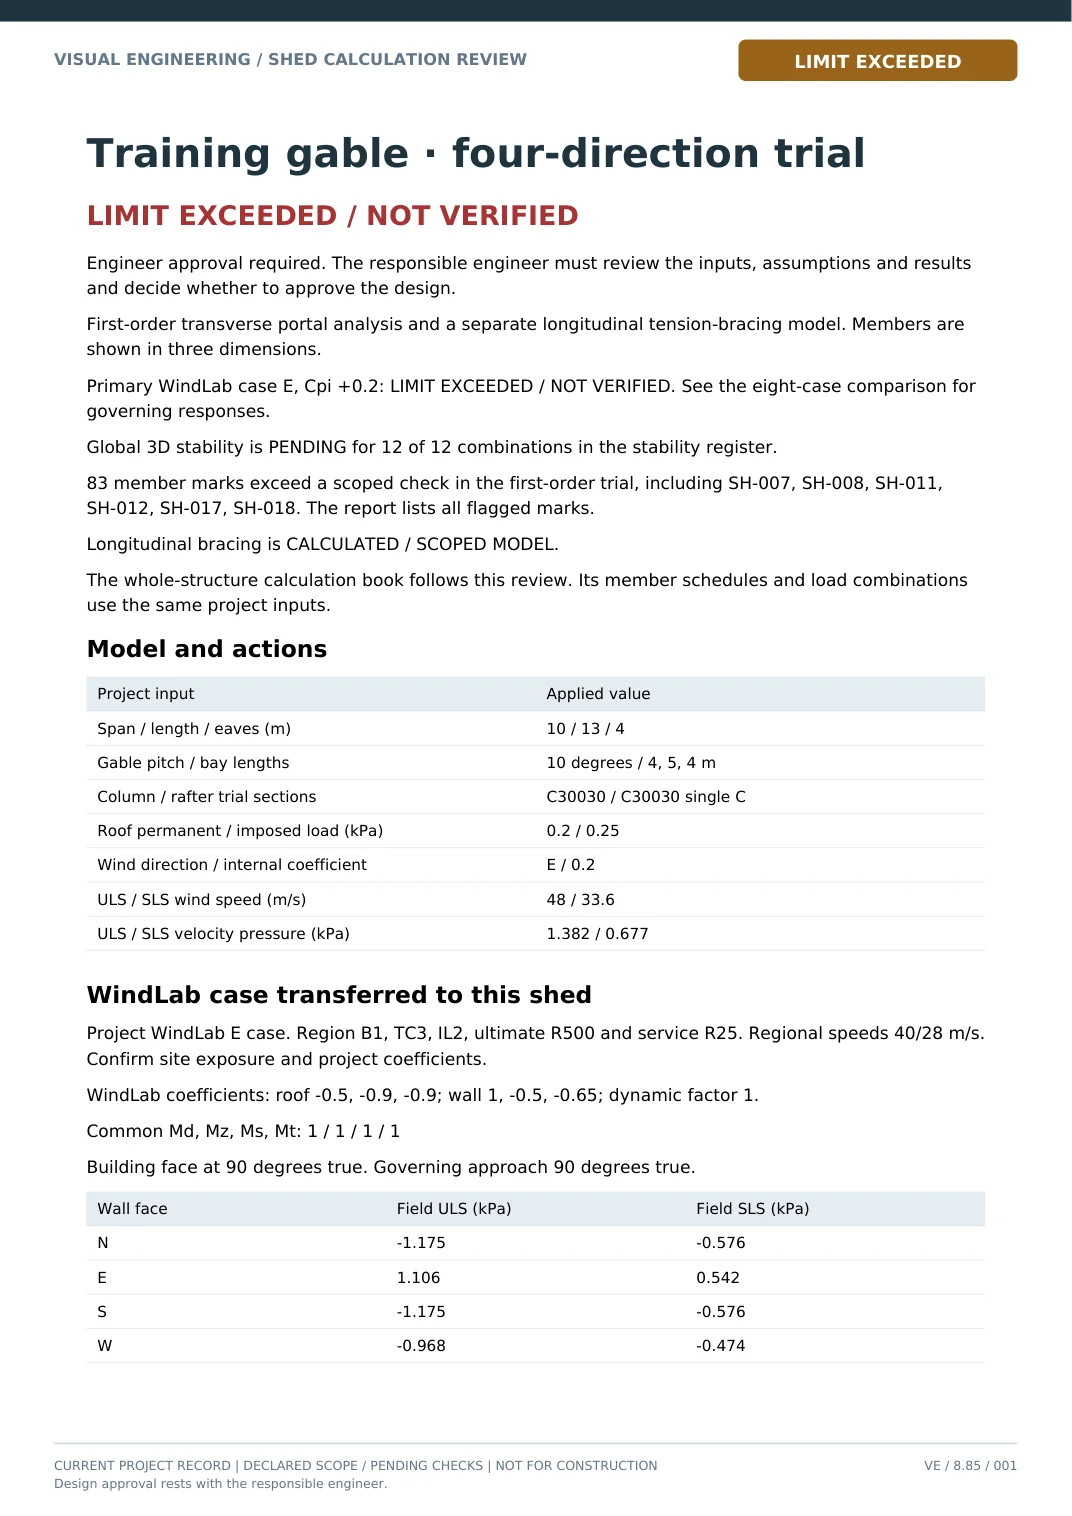 VISUAL ENGINEERING / SHED CALCULATION REVIEW
LIMIT EXCEEDED
Training gable · four-direction trial
LIMIT EXCEEDED / NOT VERIFIED
Engineer approval required. The responsible engineer must review the inputs, assumptions and results
and decide whether to approve the design.
First-order transverse portal analysis and a separate longitudinal tension-bracing model. Members are
shown in three dimensions.
Primary WindLab case E, Cpi +0.2: LIMIT EXCEEDED / NOT VERIFIED. See the eight-case comparison for
governing responses.
Global 3D stability is PENDING for 12 of 12 combinations in the stability register.
83 member marks exceed a scoped check in the first-order trial, including SH-007, SH-008, SH-011,
SH-012, SH-017, SH-018. The report lists all flagged marks.
Longitudinal bracing is CALCULATED / SCOPED MODEL.
The whole-structure calculation book follows this review. Its member schedules and load combinations
use the same project inputs.
Model and actions
Project input Applied value
Span / length / eaves (m) 10 / 13 / 4
Gable pitch / bay lengths 10 degrees / 4, 5, 4 m
Column / rafter trial sections C30030 / C30030 single C
Roof permanent / imposed load (kPa) 0.2 / 0.25
Wind direction / internal coefficient E / 0.2
ULS / SLS wind speed (m/s) 48 / 33.6
ULS / SLS velocity pressure (kPa) 1.382 / 0.677
WindLab case transferred to this shed
Project WindLab E case. Region B1, TC3, IL2, ultimate R500 and service R25. Regional speeds 40/28 m/s.
Confirm site exposure and project coefficients.
WindLab coefficients: roof -0.5, -0.9, -0.9; wall 1, -0.5, -0.65; dynamic factor 1.
Common Md, Mz, Ms, Mt: 1 / 1 / 1 / 1
Building face at 90 degrees true. Governing approach 90 degrees true.
Wall face Field ULS (kPa) Field SLS (kPa)
N -1.175 -0.576
E 1.106 0.542
S -1.175 -0.576
W -0.968 -0.474
CURRENT PROJECT RECORD | DECLARED SCOPE / PENDING CHECKS | NOT FOR CONSTRUCTION VE / 8.85 / 001
Design approval rests with the responsible engineer.